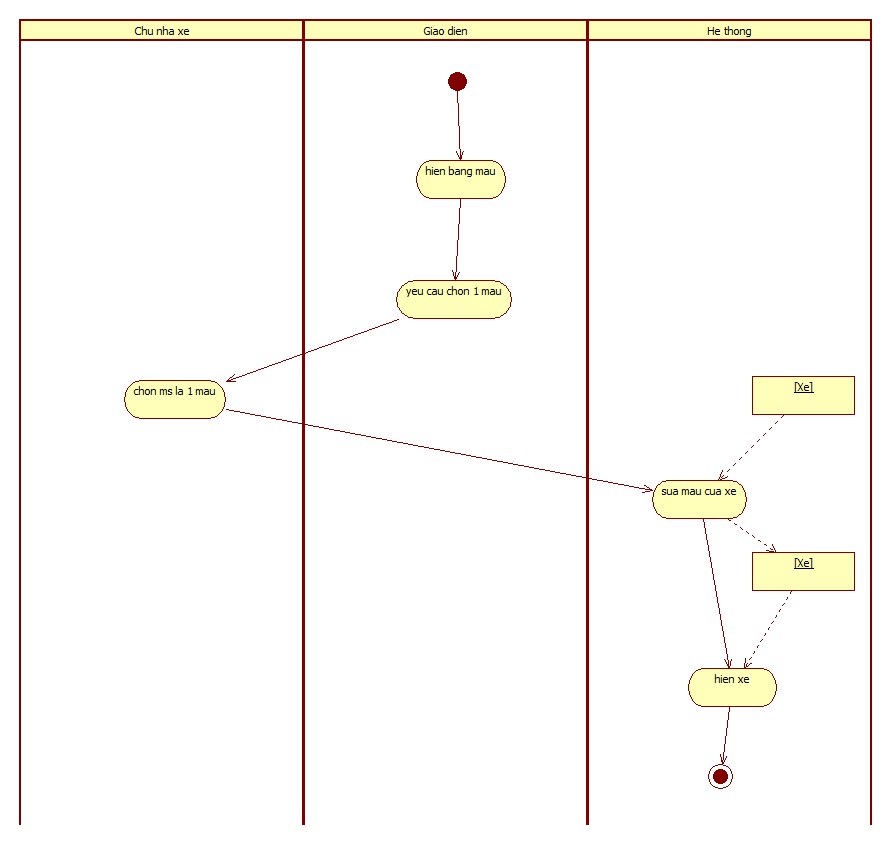 Chu nha xe
Giao dien
He thong
hien bang mau
yeu cau chon 1 mau
chon ms la 1 mau
[Xe]
sua mau cua xe
[Xe]
hien xe